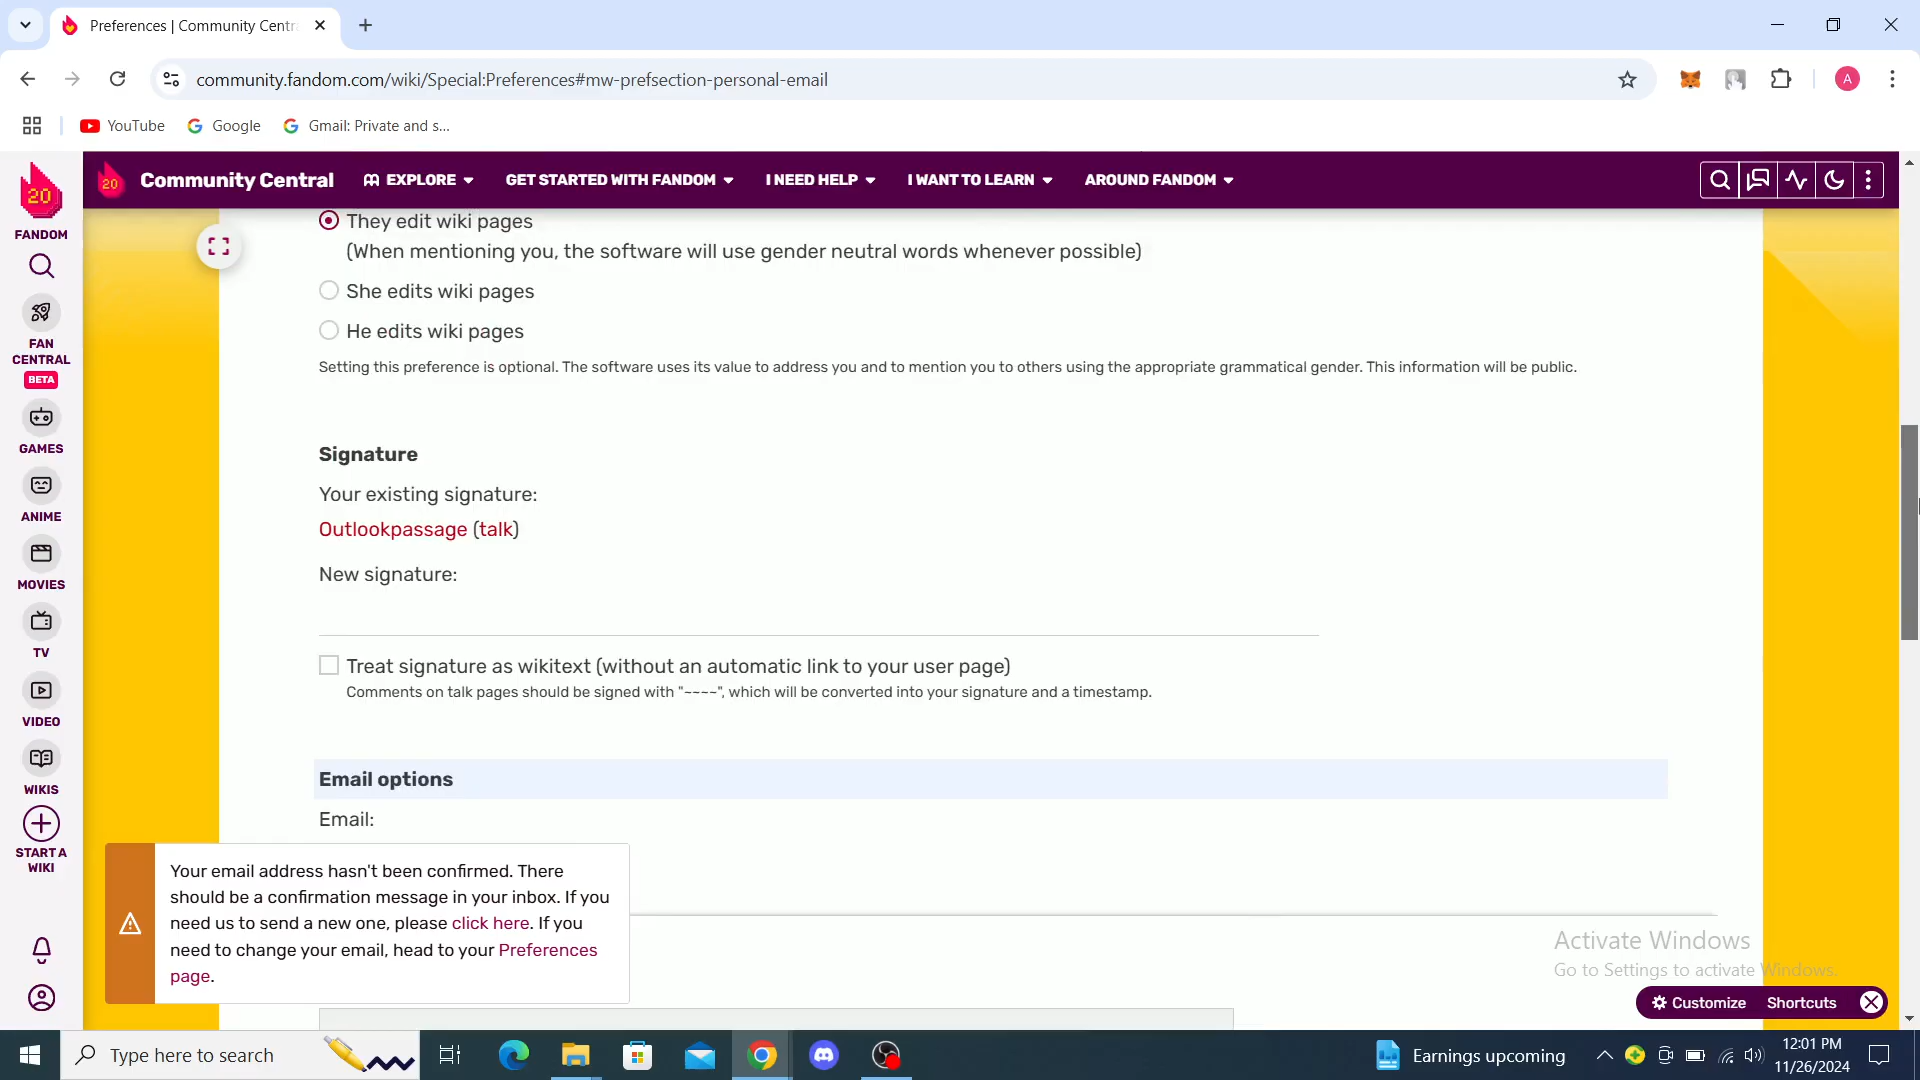 Preferences | Community Centr
community.fandom.com/wiki/Special:Preferences#mw-prefsection-personal-email
A
YouTube
Google
Gmail: Private and s...
20
FANDOM
FAN
CENTRAL
BETA
GAMES
ANIME
MOVIES
TV
VIDEO
WIKIS
START A
WIKI
20
Community Central
EXPLORE
GET STARTED WITH FANDOM
I NEED HELP
I WANT TO LEARN
AROUND FANDOM
They edit wiki pages
(When mentioning you, the software will use gender neutral words whenever possible)
She edits wiki pages
He edits wiki pages
Setting this preference is optional. The software uses its value to address you and to mention you to others using the appropriate grammatical gender. This information will be public.
Signature
Your existing signature:
Outlookpassage (talk)
New signature:
Treat signature as wikitext (without an automatic link to your user page)
Comments on talk pages should be signed with "~~~~", which will be converted into your signature and a timestamp.
Email options
Email:
Your email address hasn't been confirmed. There
should be a confirmation message in your inbox. If you
need us to send a new one, please click here. If you
need to change your email, head to your Preferences
page.
Activate Windows
Go to Settings to activate Windows.
Customize
Shortcuts
Type here to search
Earnings upcoming
12:01 PM
11/26/2024